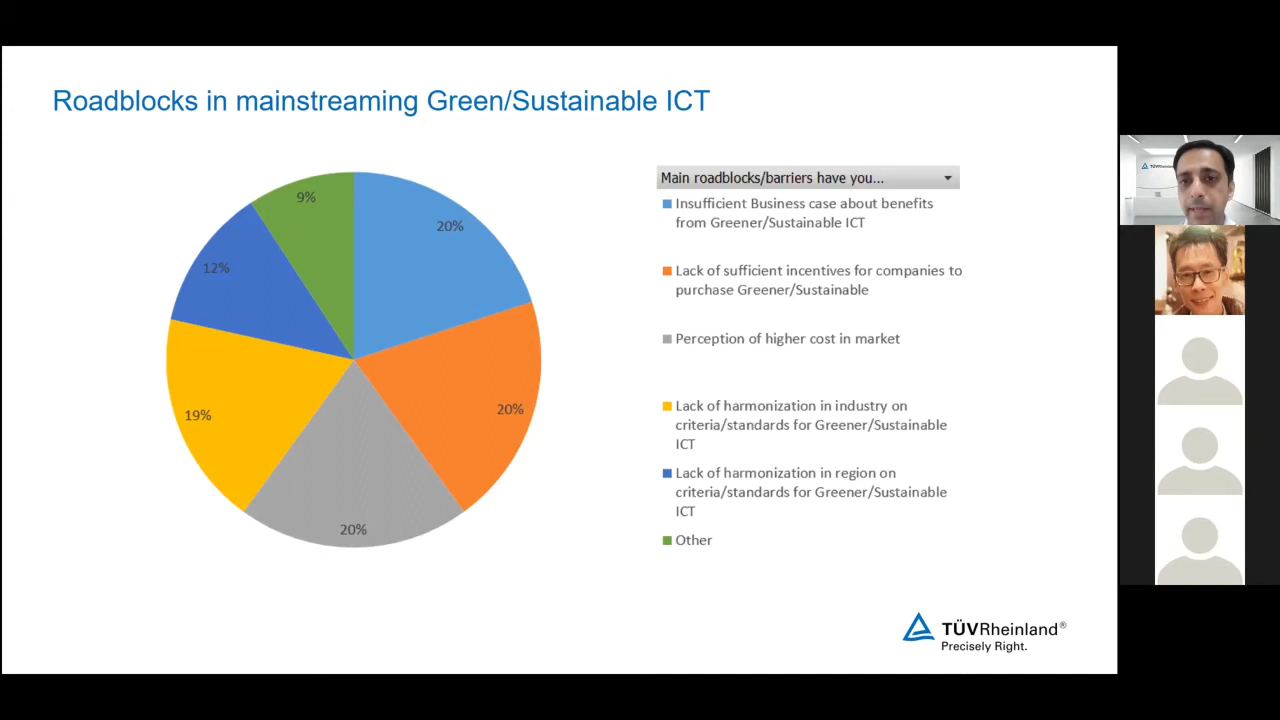 Roadblocks in mainstreaming Green/Sustainable ICT
9%
20%
12%
20%
19%
20%
Main roadblocks/barriers have you...
Insufficient Business case about benefits
from Greener/Sustainable ICT
Lack of sufficient incentives for companies to
purchase Greener/Sustainable
Perception of higher cost in market
Lack of harmonization in industry on
criteria/standards for Greener/Sustainable
ICT
Lack of harmonization in region on
criteria/standards for Greener/Sustainable
ICT
Other
TÜVRheinland®
Precisely Right.
TÜVRheinland